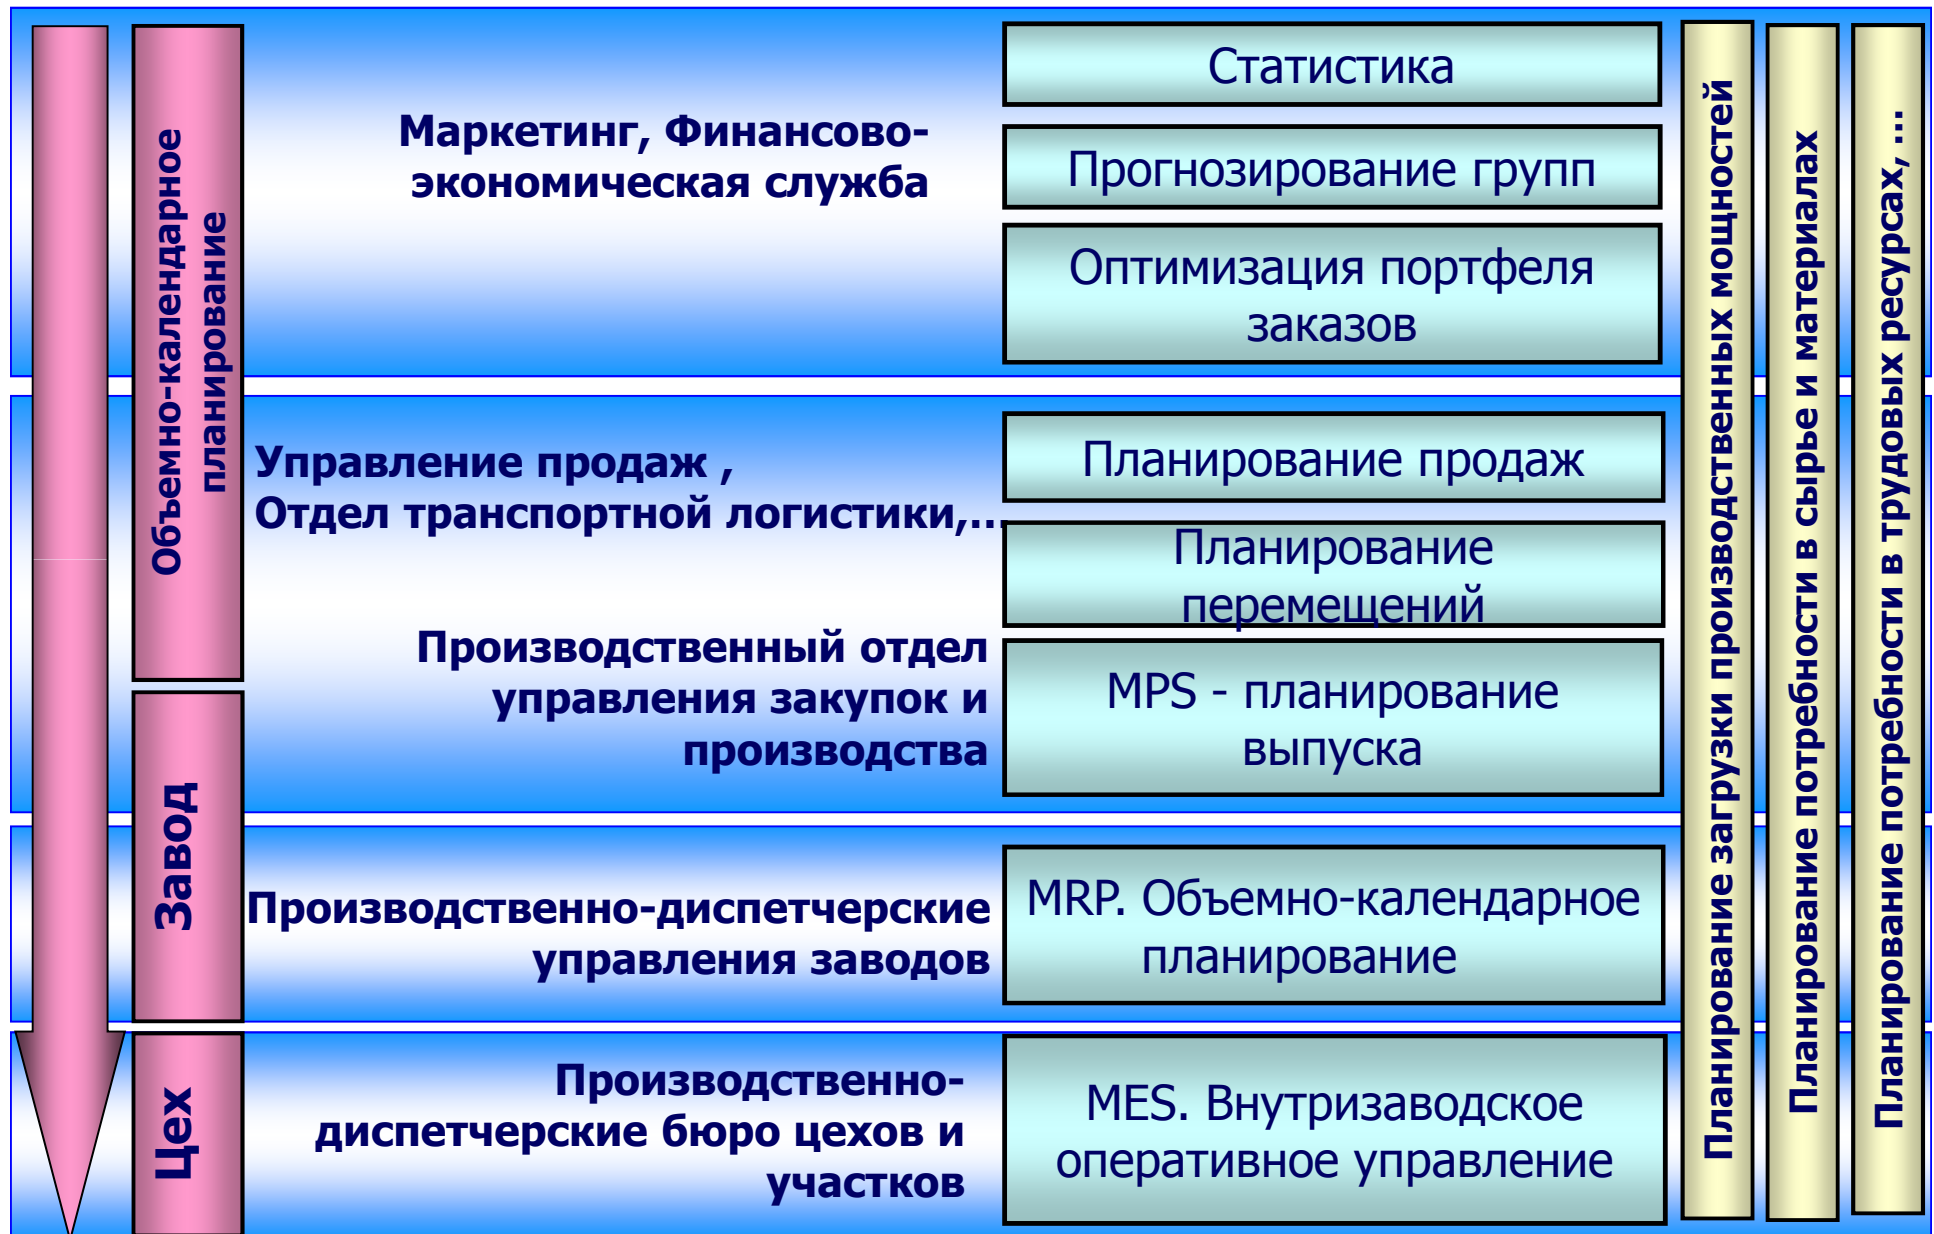 Объемно-календарное
планирование
Завод
Цех
Маркетинг, Финансово-
экономическая служба
Статистика
Прогнозирование групп
Оптимизация портфеля
заказов
Управление продаж ,
Отдел транспортной логистики,...
Планирование продаж
Планирование
перемещений
Производственный отдел
управления закупок и
производства
MPS - планирование
выпуска
Производственно-диспетчерские
управления заводов
MRP. Объемно-календарное
планирование
Производственно-
диспетчерские бюро цехов и
участков
MES. Внутризаводское
оперативное управление
Планирование загрузки производственных мощностей
Планирование потребности в сырье и материалах
Планирование потребности в трудовых ресурсах, ...